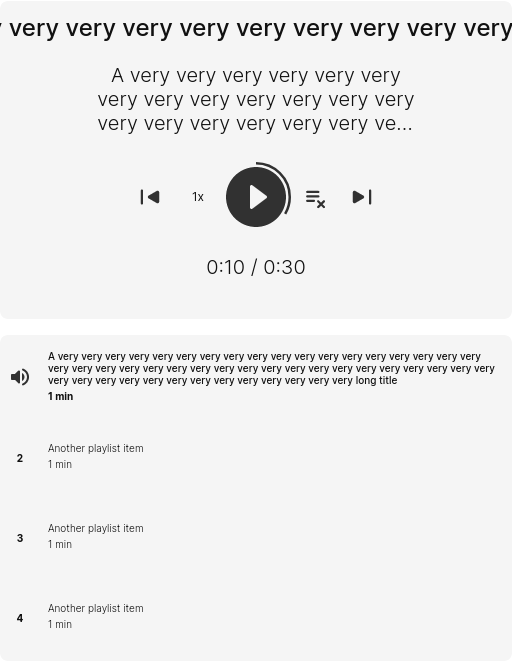 very very very very very very very very very
A very very very very very very
very very very very very very very
very very very very very very ve...
1x
0:10 / 0:30
A very very very very very very very very very very very very very very very very very very
very very very very very very very very very very very very very very very very very very very
very very very very very very very very very very very very very long title
1 min
2
Another playlist item
1 min
3
Another playlist item
1 min
4
Another playlist item
1 min